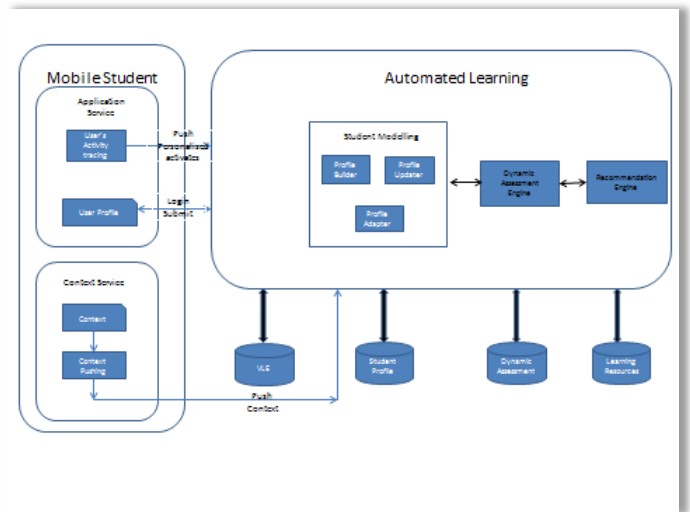 Mobile Student
Automated Learning
Application
Service
User's
Activity
tracing
Push
Personalised
activates
Student Modelling
Profile
Builder
Profile
Updater
Dynamic
Assessment
Engine
Recommendation
Engine
User Profile
Login
Submit
Profile
Adapter
Context Service
Context
Context
Pushing
VLE
Student
Profile
Dynamic
Assessment
Learning
Resources
Push
Context